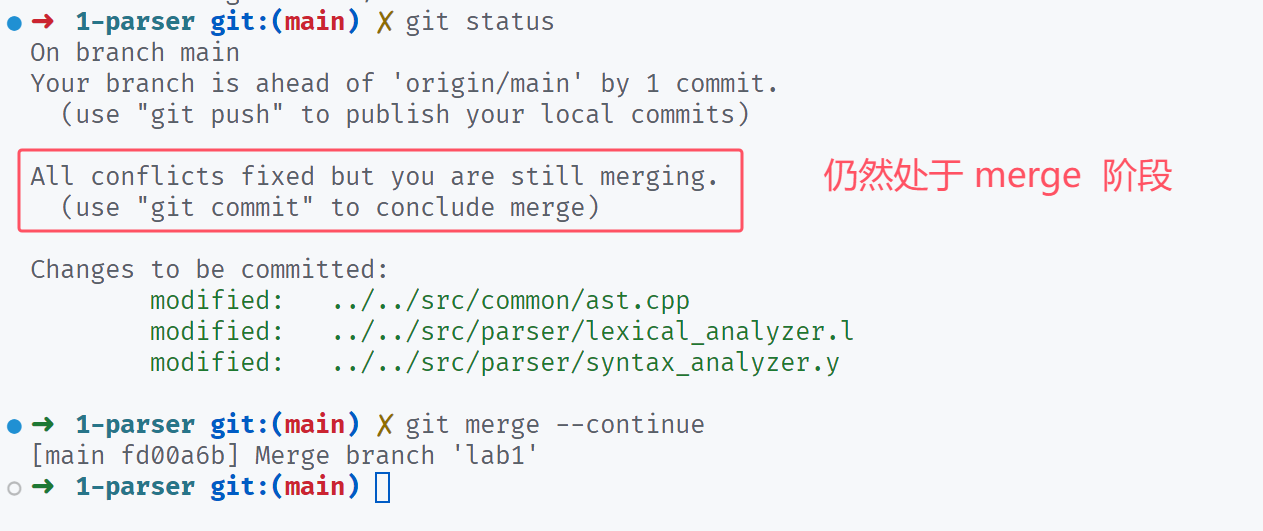 ➜ 1-parser git:(main) ✗ git status
On branch main
Your branch is ahead of 'origin/main' by 1 commit.
  (use "git push" to publish your local commits)
All conflicts fixed but you are still merging.
  (use "git commit" to conclude merge)
仍然处于 merge 阶段
Changes to be committed:
        modified:   ../../src/common/ast.cpp
        modified:   ../../src/parser/lexical_analyzer.l
        modified:   ../../src/parser/syntax_analyzer.y
➜ 1-parser git:(main) ✗ git merge --continue
[main fd00a6b] Merge branch 'lab1'
➜ 1-parser git:(main)